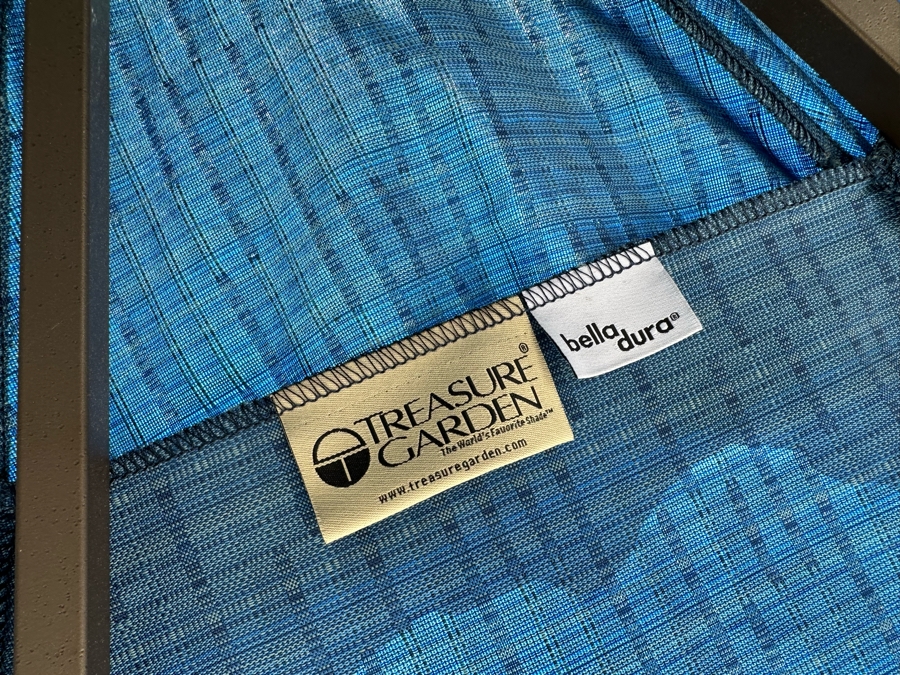 TREASURE®
GARDEN
The World's Favorite Shade™
www.treasuregarden.com
bella
dura®